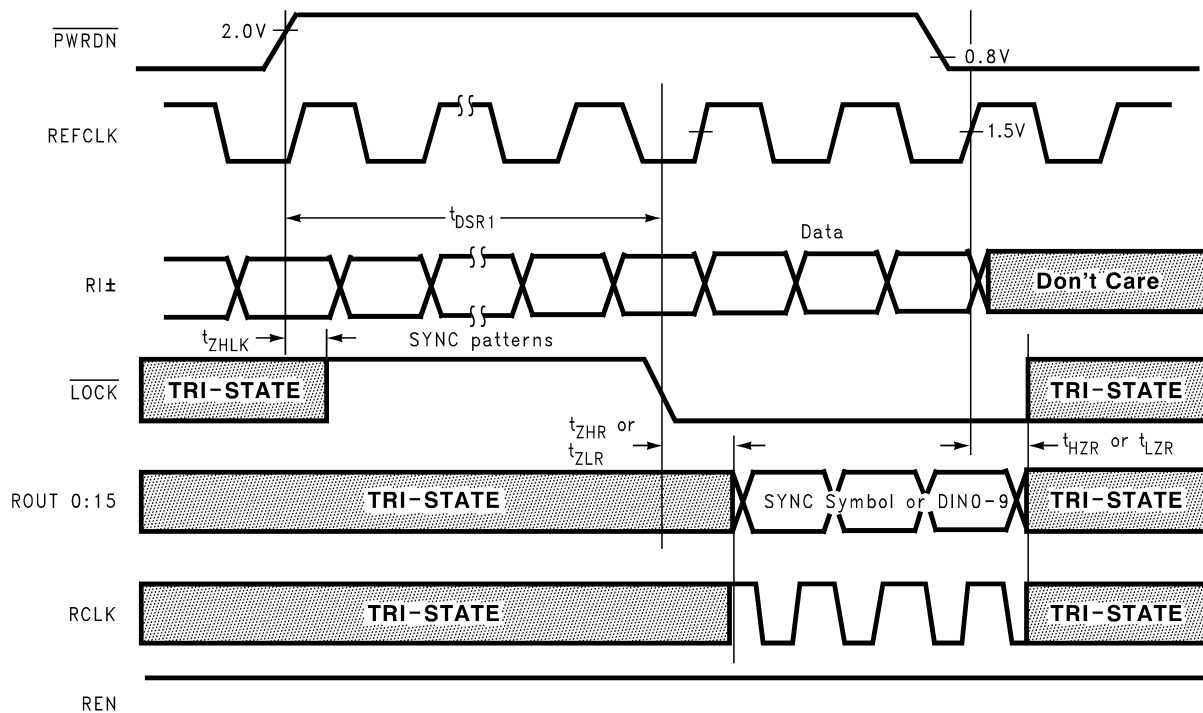 PWRDN
2.0V
0.8V
REFCLK
1.5V
tDSR1
Data
RI±
Don't Care
tZHLK
SYNC patterns
LOCK
TRI-STATE
TRI-STATE
tZHR or
tZLR
tHZR or tLZR
ROUT 0:15
TRI-STATE
SYNC Symbol or DIN0-9
TRI-STATE
RCLK
TRI-STATE
TRI-STATE
REN